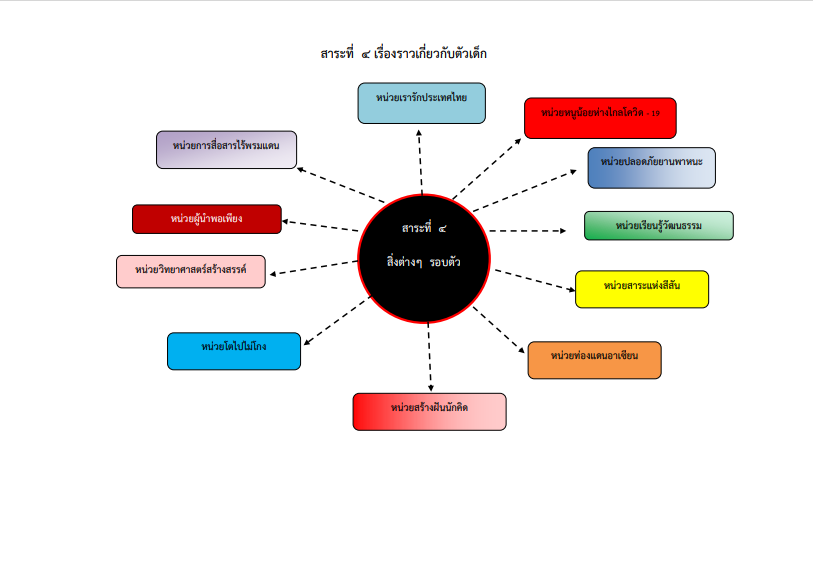 สาระที่ ๔ เรื่องราวเกี่ยวกับตัวเด็ก
หน่วยเรารักประเทศไทย
หน่วยหนูน้อยห่างไกลโควิด - 19
หน่วยการสื่อสารไร้พรมแดน
หน่วยปลอดภัยยานพาหนะ
หน่วยผู้นำพอเพียง
สาระที่ ๔
หน่วยเรียนรู้วัฒนธรรม
สิ่งต่างๆ รอบตัว
หน่วยวิทยาศาสตร์สร้างสรรค์
หน่วยสาระแห่งสีสัน
หน่วยโตไปไม่โกง
หน่วยท่องแดนอาเซียน
หน่วยสร้างฝันนักคิด